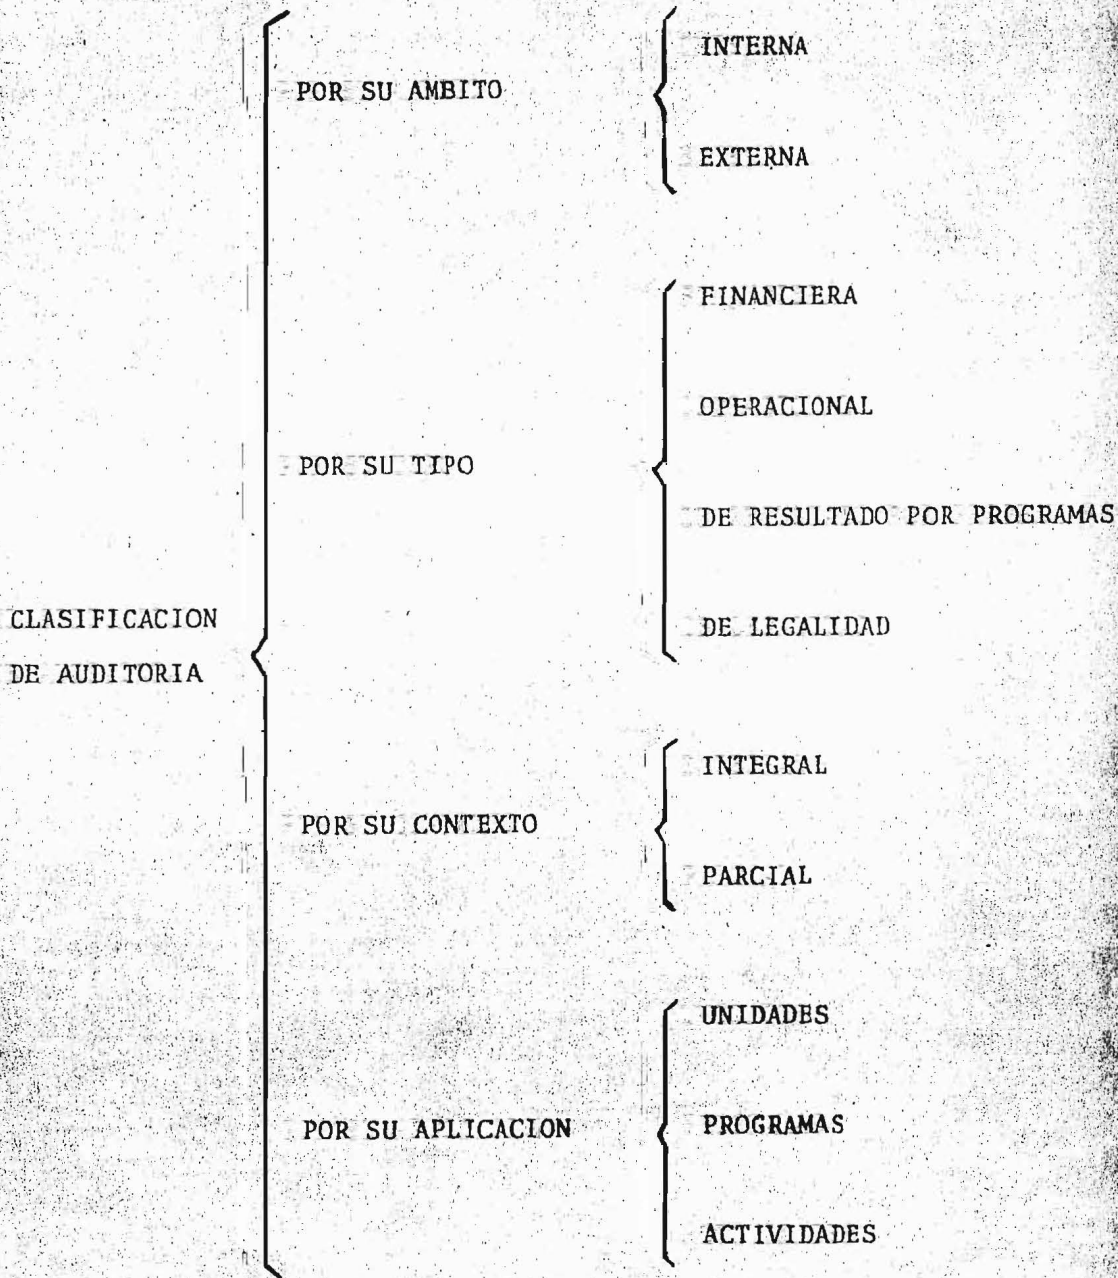 CLASIFICACION
DE AUDITORIA
POR SU AMBITO
INTERNA
EXTERNA
POR SU TIPO
FINANCIERA
OPERACIONAL
DE RESULTADO POR PROGRAMAS
DE LEGALIDAD
POR SU CONTEXTO
INTEGRAL
PARCIAL
POR SU APLICACION
UNIDADES
PROGRAMAS
ACTIVIDADES